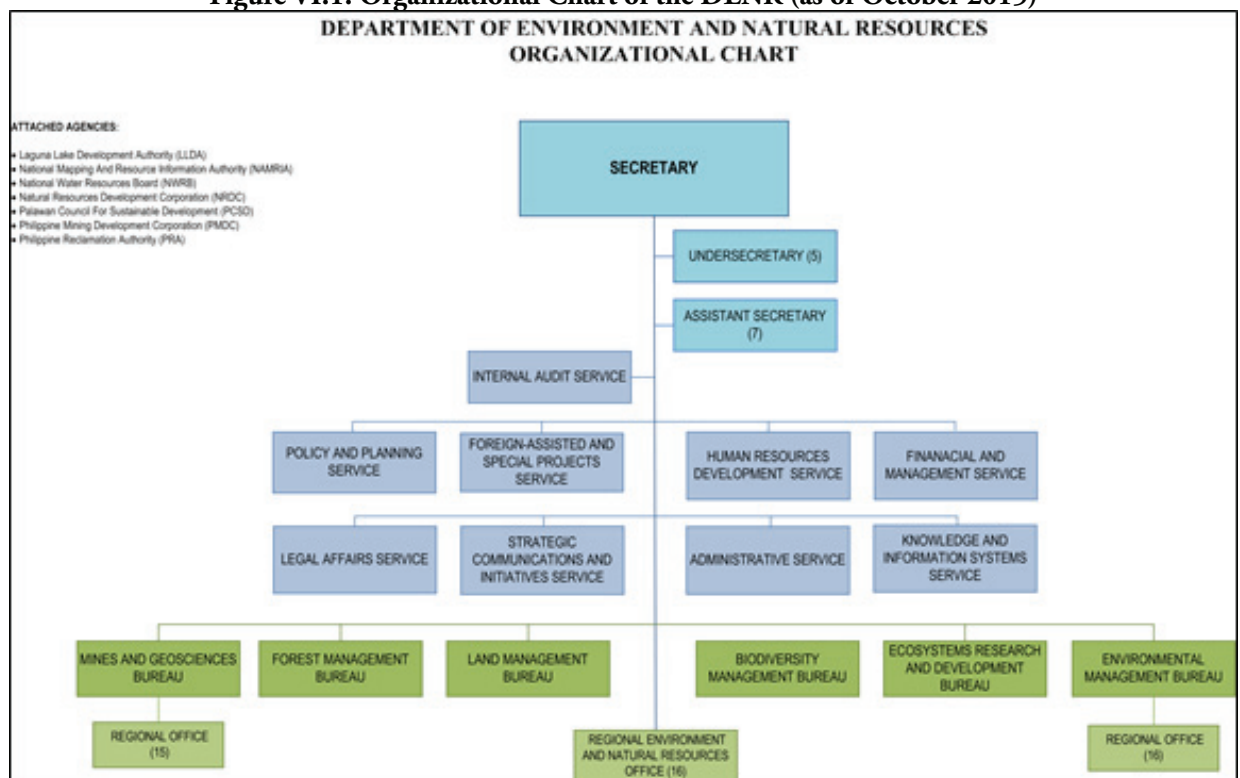 Figure VI.1. Organizational Chart of the DENR (as of October 2015)
DEPARTMENT OF ENVIRONMENT AND NATURAL RESOURCES
ORGANIZATIONAL CHART
ATTACHED AGENCIES:
• Laguna Lake Development Authority (LLDA)
• National Mapping And Resource Information Authority (NAMRIA)
• National Water Resources Board (NWRB)
• Natural Resources Development Corporation (NRDC)
• Palawan Council For Sustainable Development (PCSD)
• Philippine Mining Development Corporation (PMDC)
• Philippine Reclamation Authority (PRA)
SECRETARY
UNDERSECRETARY (5)
ASSISTANT SECRETARY
(7)
INTERNAL AUDIT SERVICE
POLICY AND PLANNING
SERVICE
FOREIGN-ASSISTED AND
SPECIAL PROJECTS
SERVICE
HUMAN RESOURCES
DEVELOPMENT SERVICE
FINANACIAL AND
MANAGEMENT SERVICE
LEGAL AFFAIRS SERVICE
STRATEGIC
COMMUNICATIONS AND
INITIATIVES SERVICE
ADMINISTRATIVE SERVICE
KNOWLEDGE AND
INFORMATION SYSTEMS
SERVICE
MINES AND GEOSCIENCES
BUREAU
FOREST MANAGEMENT
BUREAU
LAND MANAGEMENT
BUREAU
BIODIVERSITY
MANAGEMENT BUREAU
ECOSYSTEMS RESEARCH
AND DEVELOPMENT
BUREAU
ENVIRONMENTAL
MANAGEMENT BUREAU
REGIONAL OFFICE
(15)
REGIONAL ENVIRONMENT
AND NATURAL RESOURCES
OFFICE (16)
REGIONAL OFFICE
(16)